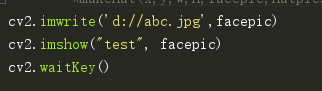 cv2.imwrite('d://abc.jpg',facepic)
cv2.imshow("test", facepic)
cv2.waitKey()